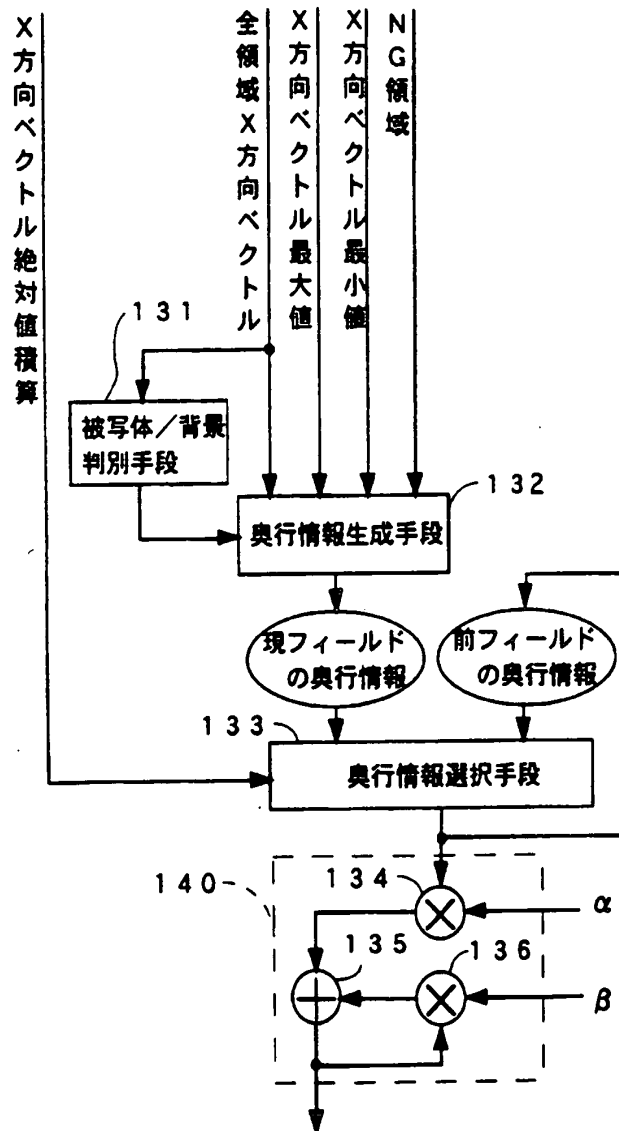 X方向ベクトル絶対値積算
全領域X方向ベクトル
X方向ベクトル最大値
X方向ベクトル最小値
NG領域
131
被写体/背景
判別手段
132
奥行情報生成手段
現フィールド
の奥行情報
前フィールド
の奥行情報
133
奥行情報選択手段
140
134
α
135
136
β